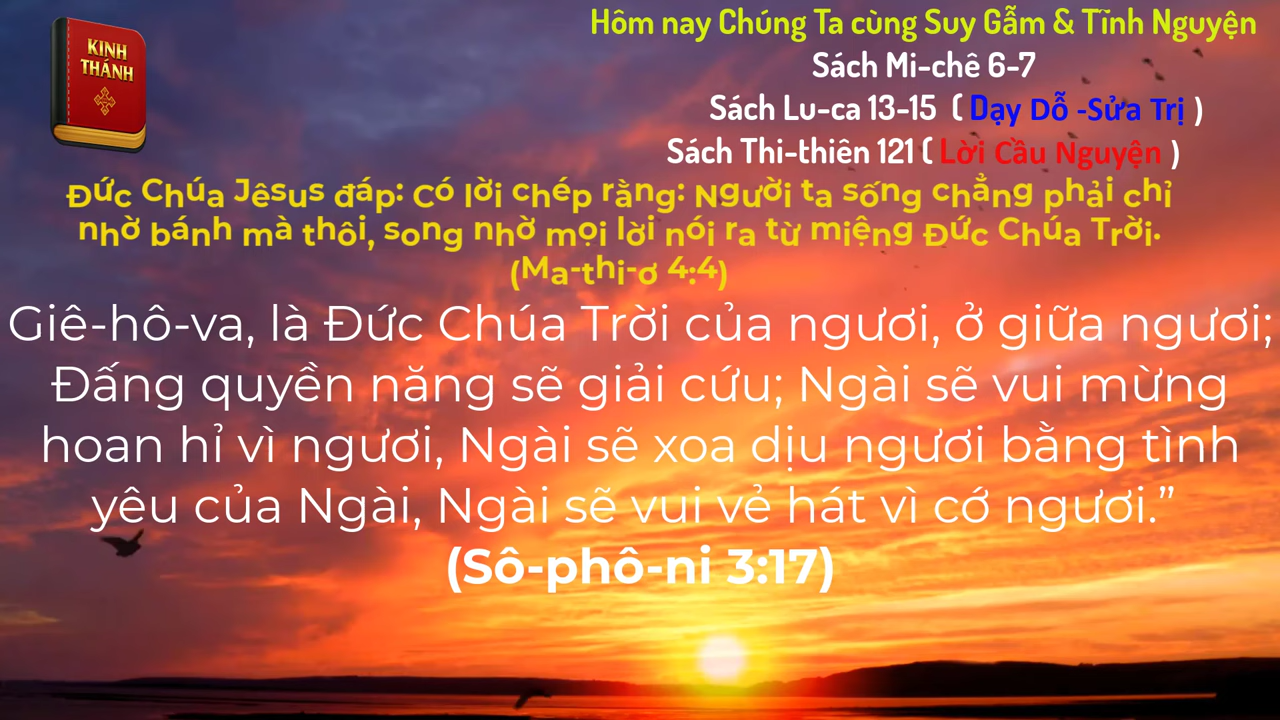 KINH
THÁNH
Hôm nay Chúng Ta cùng Suy Gẫm & Tĩnh Nguyện
Sách Mi-chê 6-7
Sách Lu-ca 13-15 ( Dạy Dỗ -Sửa Trị )
Sách Thi-thiên 121 ( Lời Cầu Nguyện )
Đức Chúa Jêsus đáp: Có lời chép rằng: Người ta sống chẳng phải chỉ
nhờ bánh mà thôi, song nhờ mọi lời nói ra từ miệng Đức Chúa Trời.
(Ma-thi-ơ 4:4)
Giê-hô-va, là Đức Chúa Trời của ngươi, ở giữa ngươi;
Đấng quyền năng sẽ giải cứu; Ngài sẽ vui mừng
hoan hỉ vì ngươi, Ngài sẽ xoa dịu ngươi bằng tình
yêu của Ngài, Ngài sẽ vui vẻ hát vì cớ ngươi.”
(Sô-phô-ni 3:17)